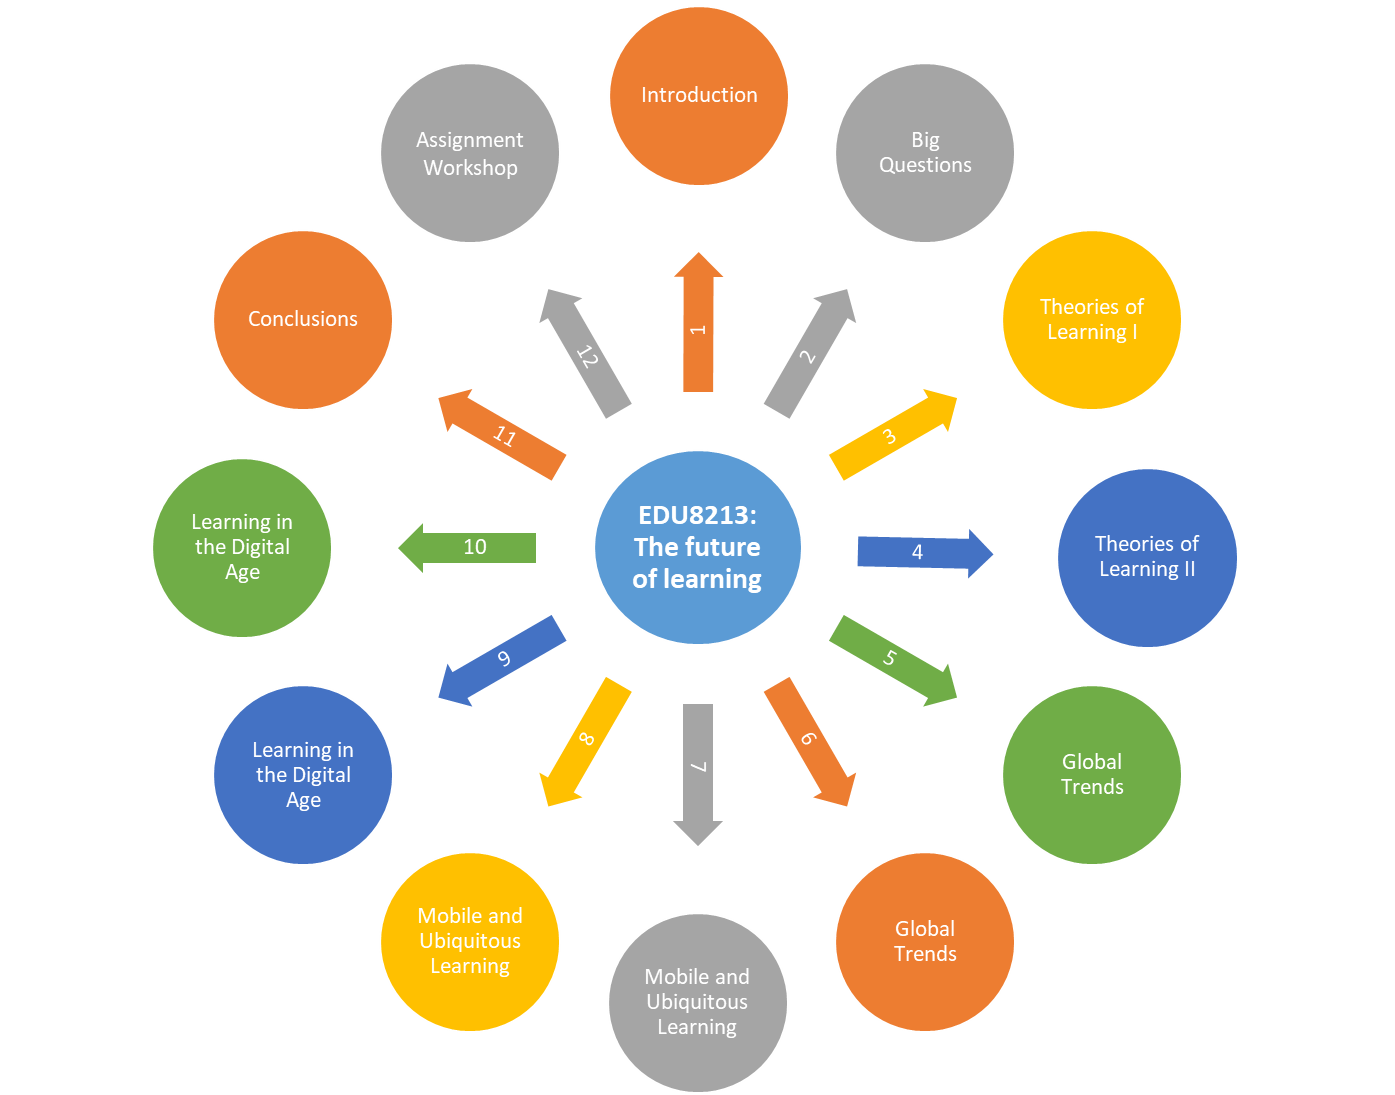 EDU8213:
The future
of learning
1
Introduction
2
Big
Questions
3
Theories of
Learning I
4
Theories of
Learning II
5
Global
Trends
6
Global
Trends
7
Mobile and
Ubiquitous
Learning
8
Mobile and
Ubiquitous
Learning
9
Learning in
the Digital
Age
10
Learning in
the Digital
Age
11
Conclusions
12
Assignment
Workshop